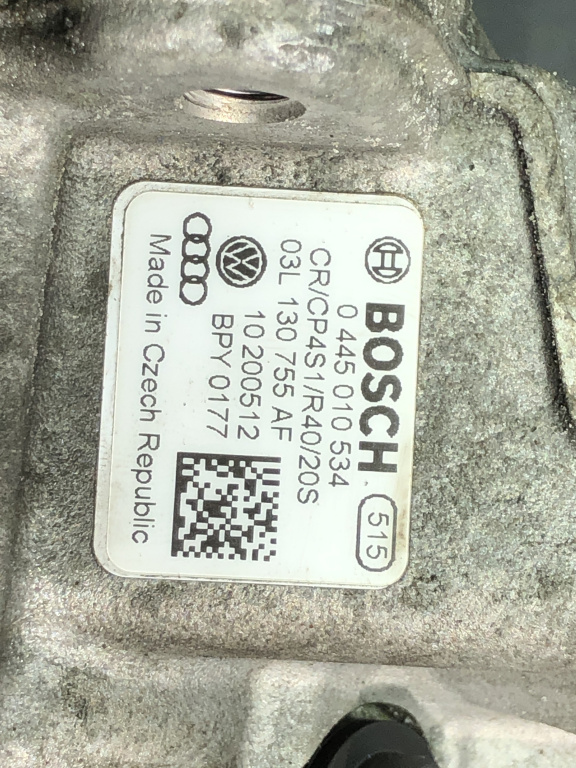 BOSCH 515
0 445 010 534
CR/CP4S1/R40/20S
03L 130 755 AF
10 200512
BPY 0177
Made in Czech Republic